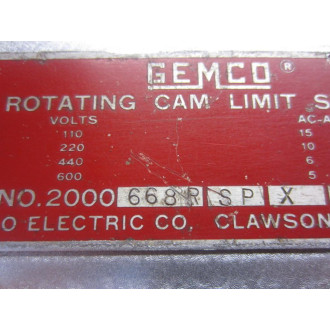 GEMCO ®
ROTATING CAM LIMIT S
VOLTS AC-A
110 15
220 10
440 6
600 5
NO. 2000 668R SP X
O ELECTRIC CO. CLAWSON